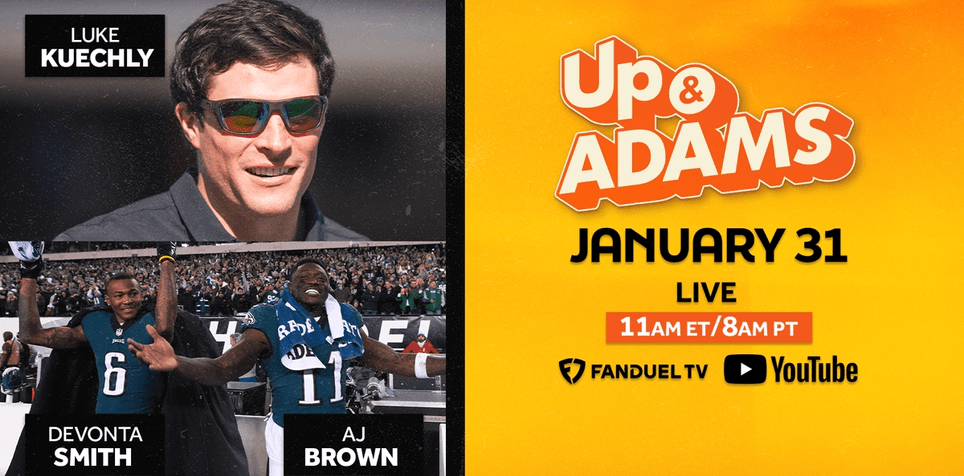 LUKE
KUECHLY
Up &
ADAMS
JANUARY 31
LIVE
11AM ET/8AM PT
FANDUEL TV
YouTube
6
11
DEVONTA
SMITH
AJ
BROWN